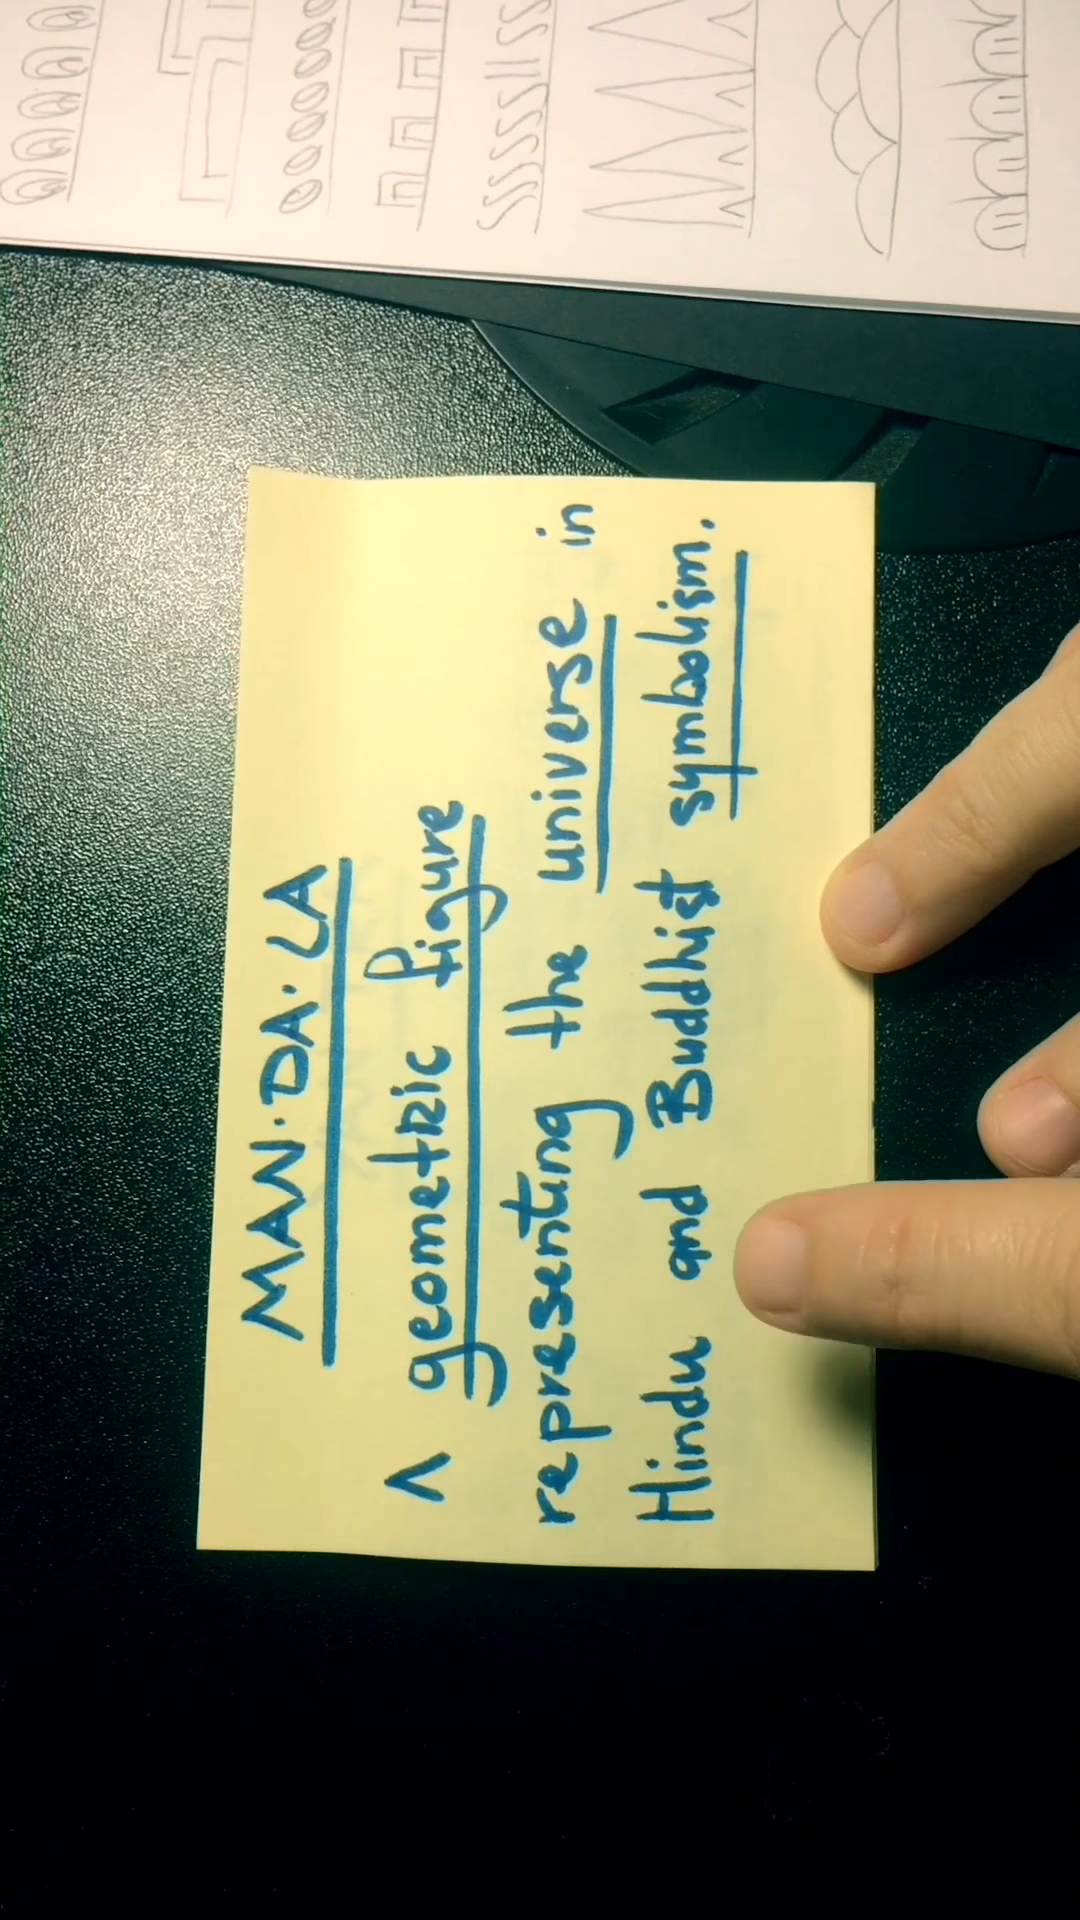 MAN·DA·LA
A geometric figure
representing the universe in
Hindu and Buddhist symbolism.